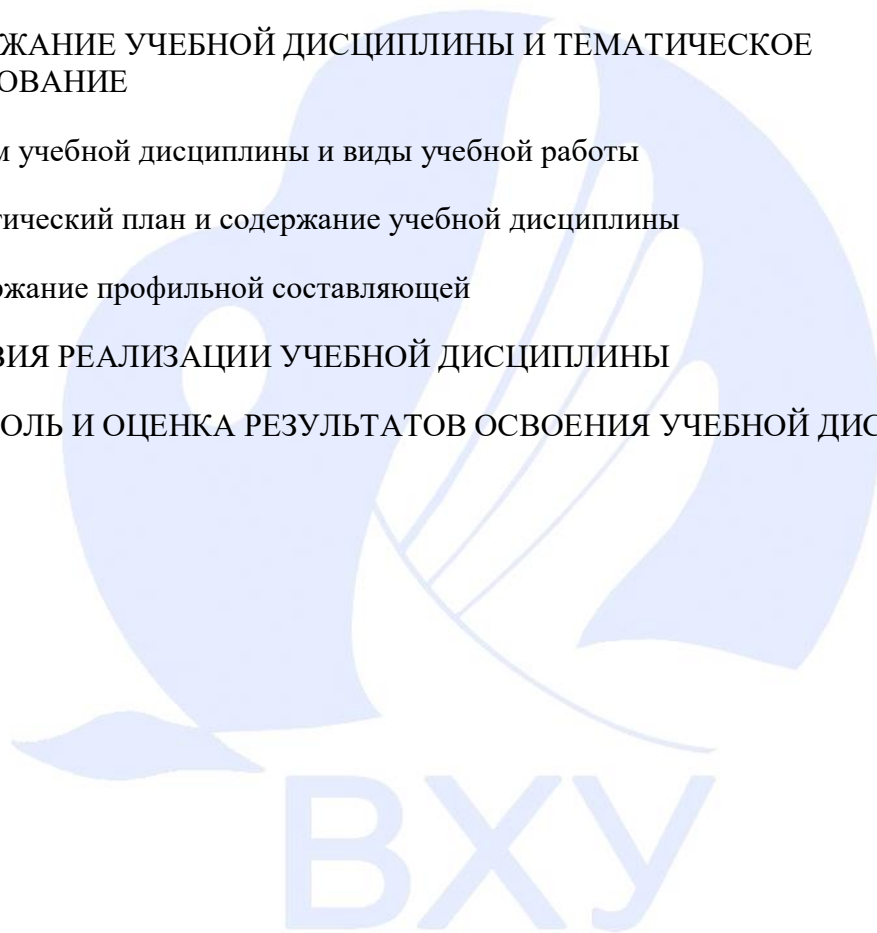 ЖАНИЕ УЧЕБНОЙ ДИСЦИПЛИНЫ И ТЕМАТИЧЕСКОЕ
ОВАНИЕ
м учебной дисциплины и виды учебной работы
тический план и содержание учебной дисциплины
ржание профильной составляющей
ВИЯ РЕАЛИЗАЦИИ УЧЕБНОЙ ДИСЦИПЛИНЫ
ОЛЬ И ОЦЕНКА РЕЗУЛЬТАТОВ ОСВОЕНИЯ УЧЕБНОЙ ДИС
ВХУ